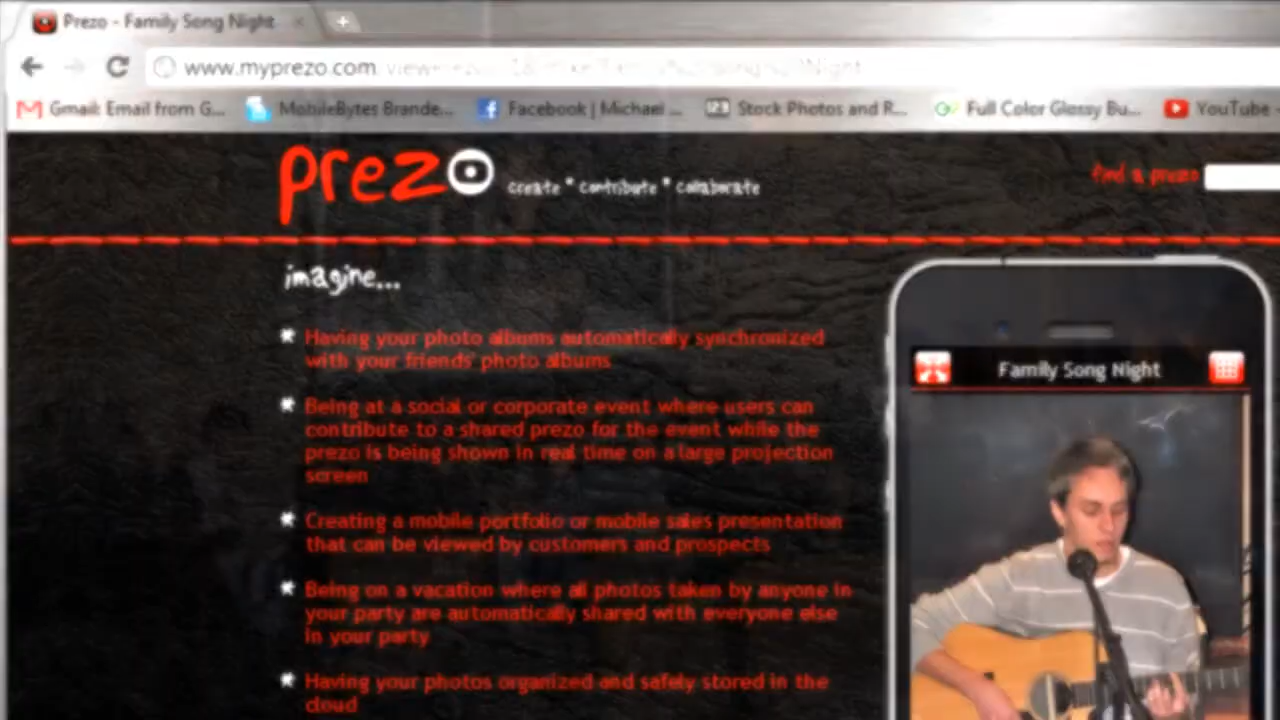 Prezo - Family Song Night
www.myprezo.com
Gmail: Email from G...
MobileBytes Brande...
Facebook | Michael ...
123
Stock Photos and R...
Full Color Glossy Bu...
YouTube
prezo
create * contribute * collaborate
find a prezo
imagine...
Having your photo albums automatically synchronized
with your friends' photo albums
Being at a social or corporate event where users can
contribute to a shared prezo for the event while the
prezo is being shown in real time on a large projection
screen
Creating a mobile portfolio or mobile sales presentation
that can be viewed by customers and prospects
Being on a vacation where all photos taken by anyone in
your party are automatically shared with everyone else
in your party
Having your photos organized and safely stored in the
cloud
Family Song Night